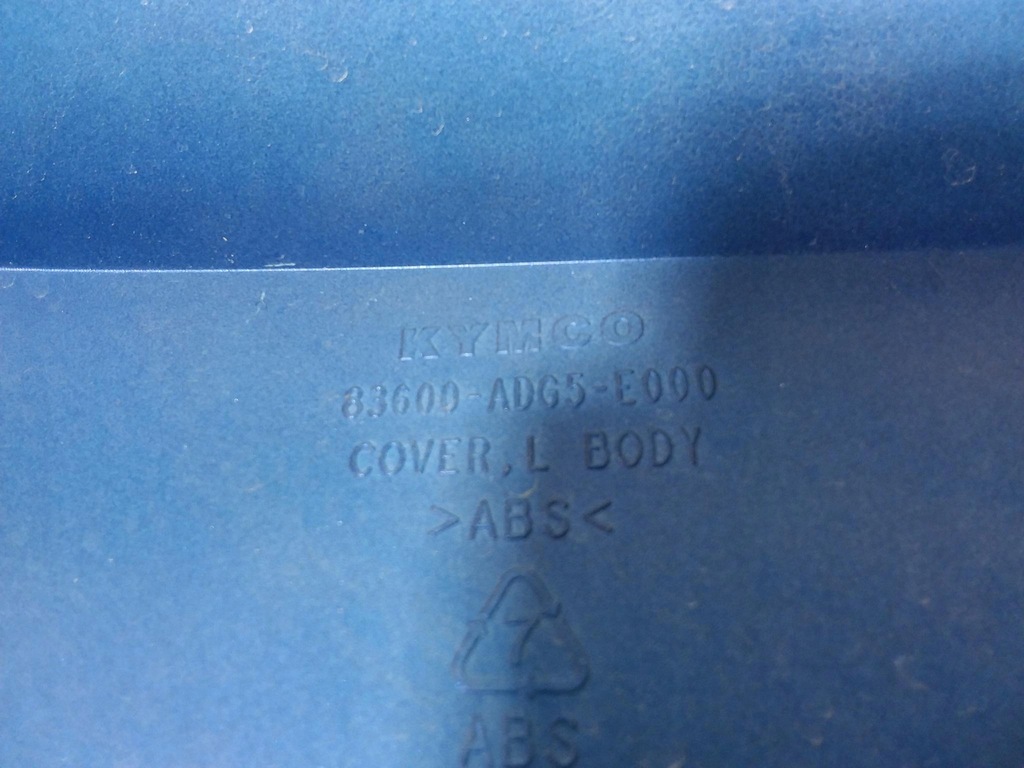 KYMCO
83600-ADG5-E000
COVER, L BODY
>ABS<
7
ABS